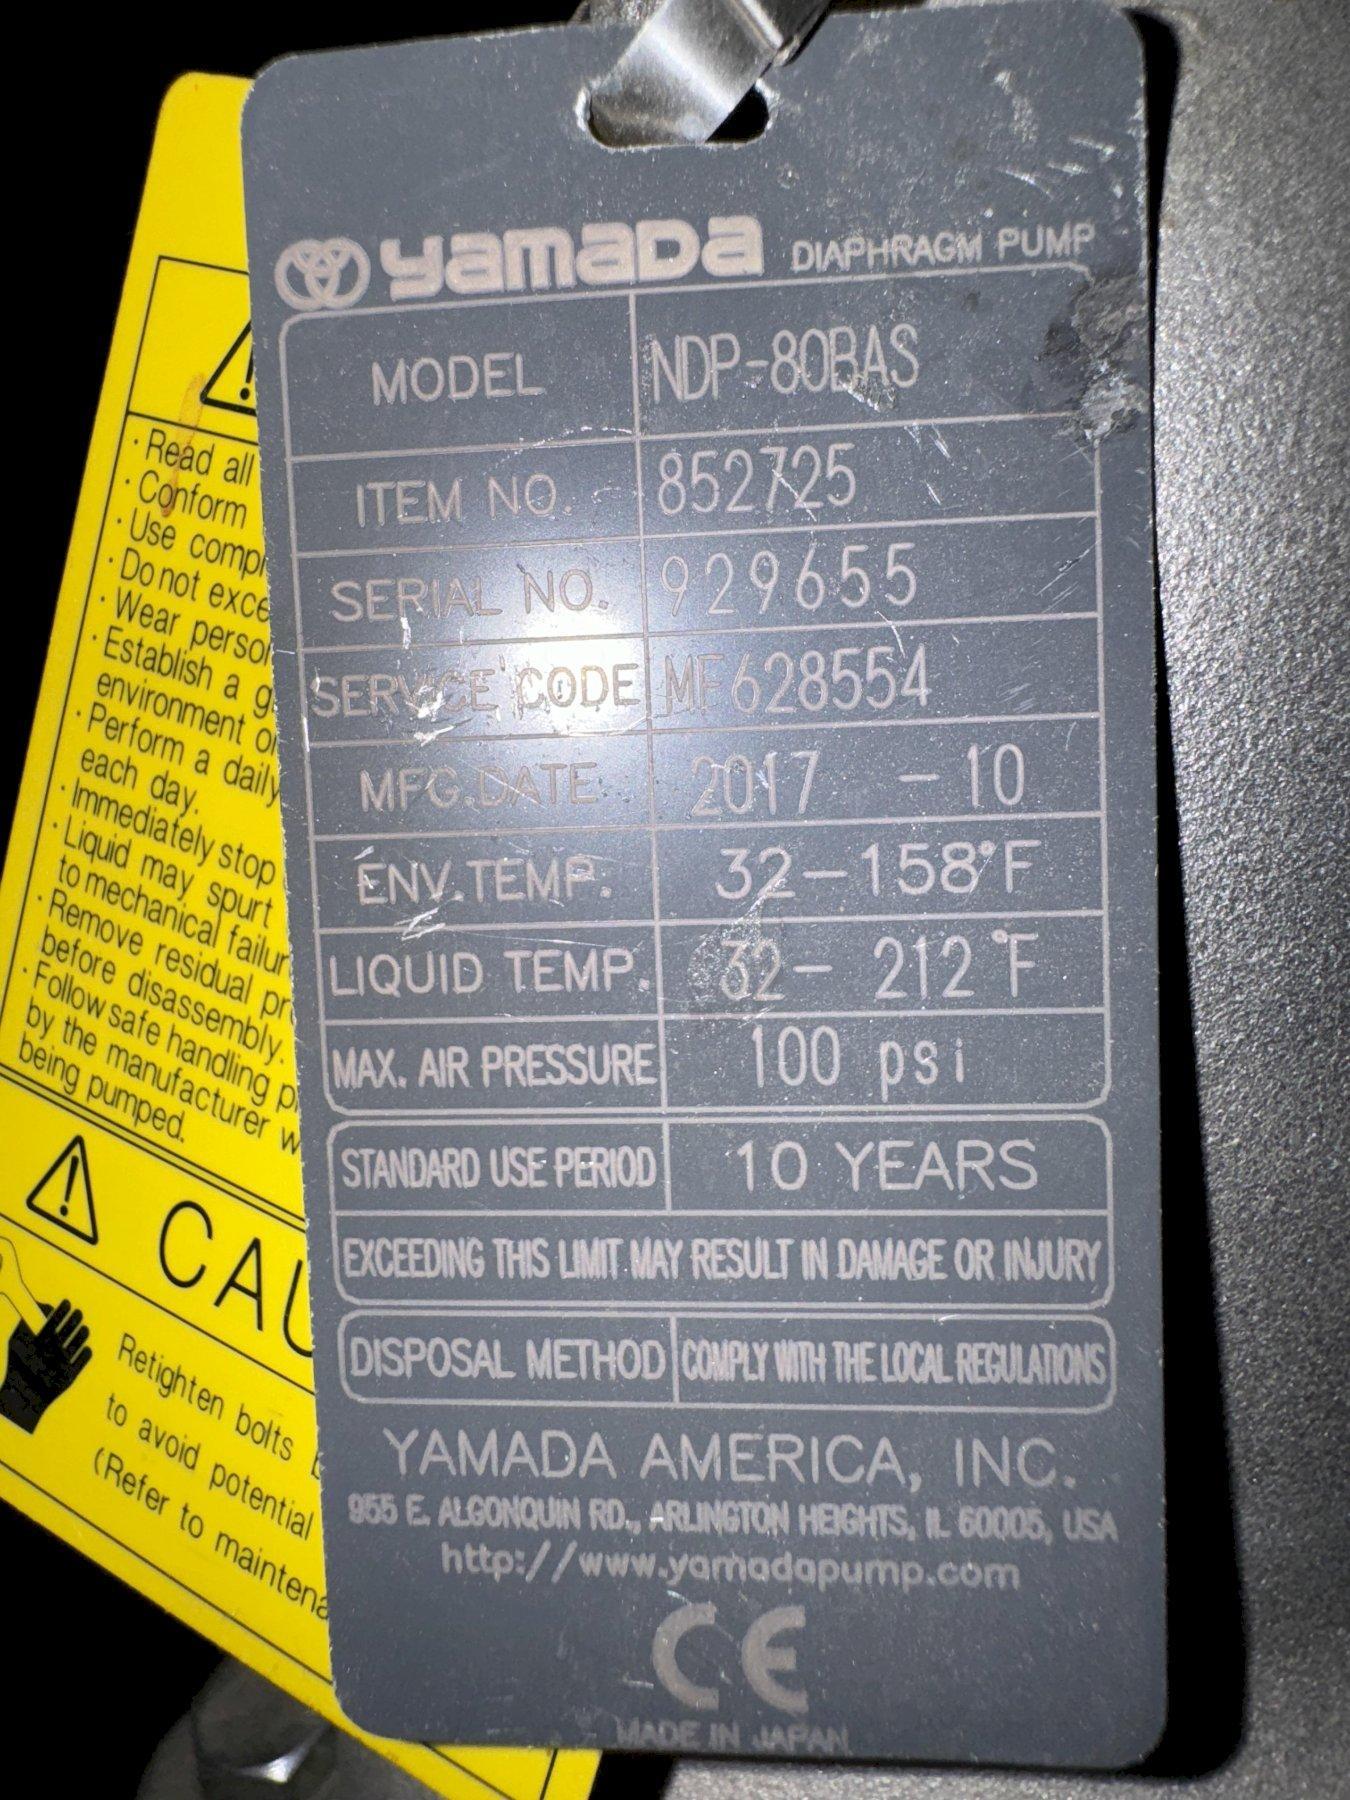 yamada DIAPHRAGM PUMP
MODEL NDP-80BAS
ITEM NO. 852725
SERIAL NO. 929655
SERVICE CODE MF628554
MFG.DATE 2017 - 10
ENV.TEMP. 32-158°F
LIQUID TEMP. 32- 212°F
MAX. AIR PRESSURE 100 psi
STANDARD USE PERIOD 10 YEARS
EXCEEDING THIS LIMIT MAY RESULT IN DAMAGE OR INJURY
DISPOSAL METHOD COMPLY WITH THE LOCAL REGULATIONS
YAMADA AMERICA, INC.
955 E. ALGONQUIN RD., ARLINGTON HEIGHTS, IL 60005, USA
http://www.yamadapump.com
CE
MADE IN JAPAN
· Read all
· Conform
· Use compr
· Do not exce
· Wear person
· Establish a g
environment or
· Perform a daily
each day.
· Immediately stop
· Liquid may spurt
to mechanical failur
· Remove residual pr
before disassembly.
· Follow safe handling p
by the manufacturer w
being pumped.
CAU
Retighten bolts b
to avoid potential
(Refer to maintena